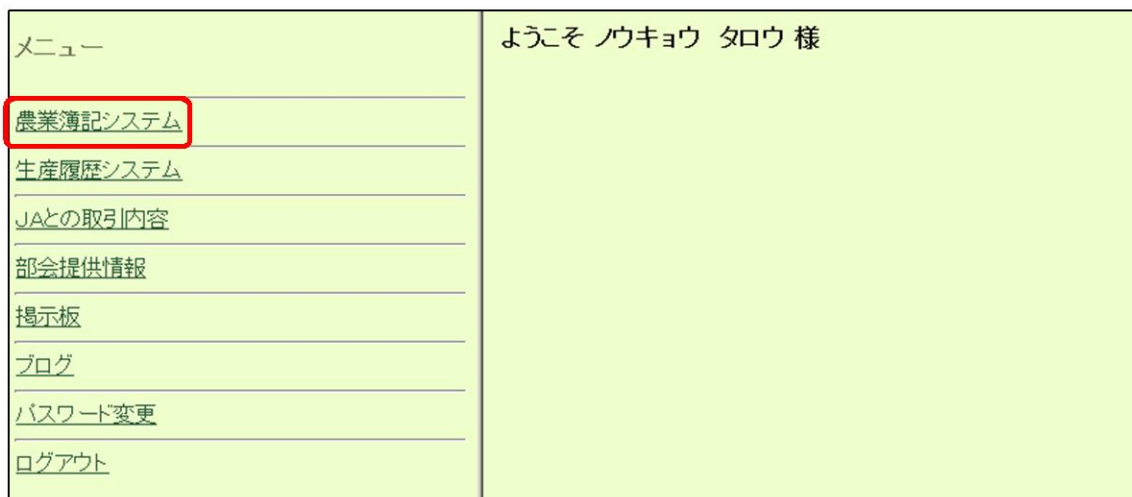 メニュー
ようこそ ノウキョウ タロウ 様
農業簿記システム
生産履歴システム
JAとの取引内容
部会提供情報
掲示板
ブログ
パスワード変更
ログアウト